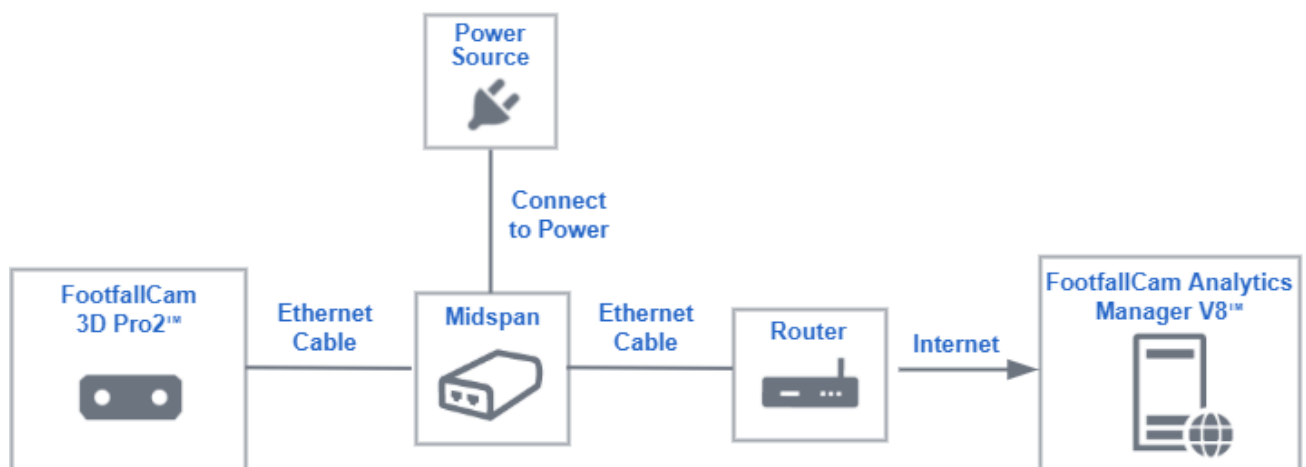 Power
Source
Connect
to Power
FootfallCam
3D Pro2™
Ethernet
Cable
Midspan
Ethernet
Cable
Router
Internet
FootfallCam Analytics
Manager V8™